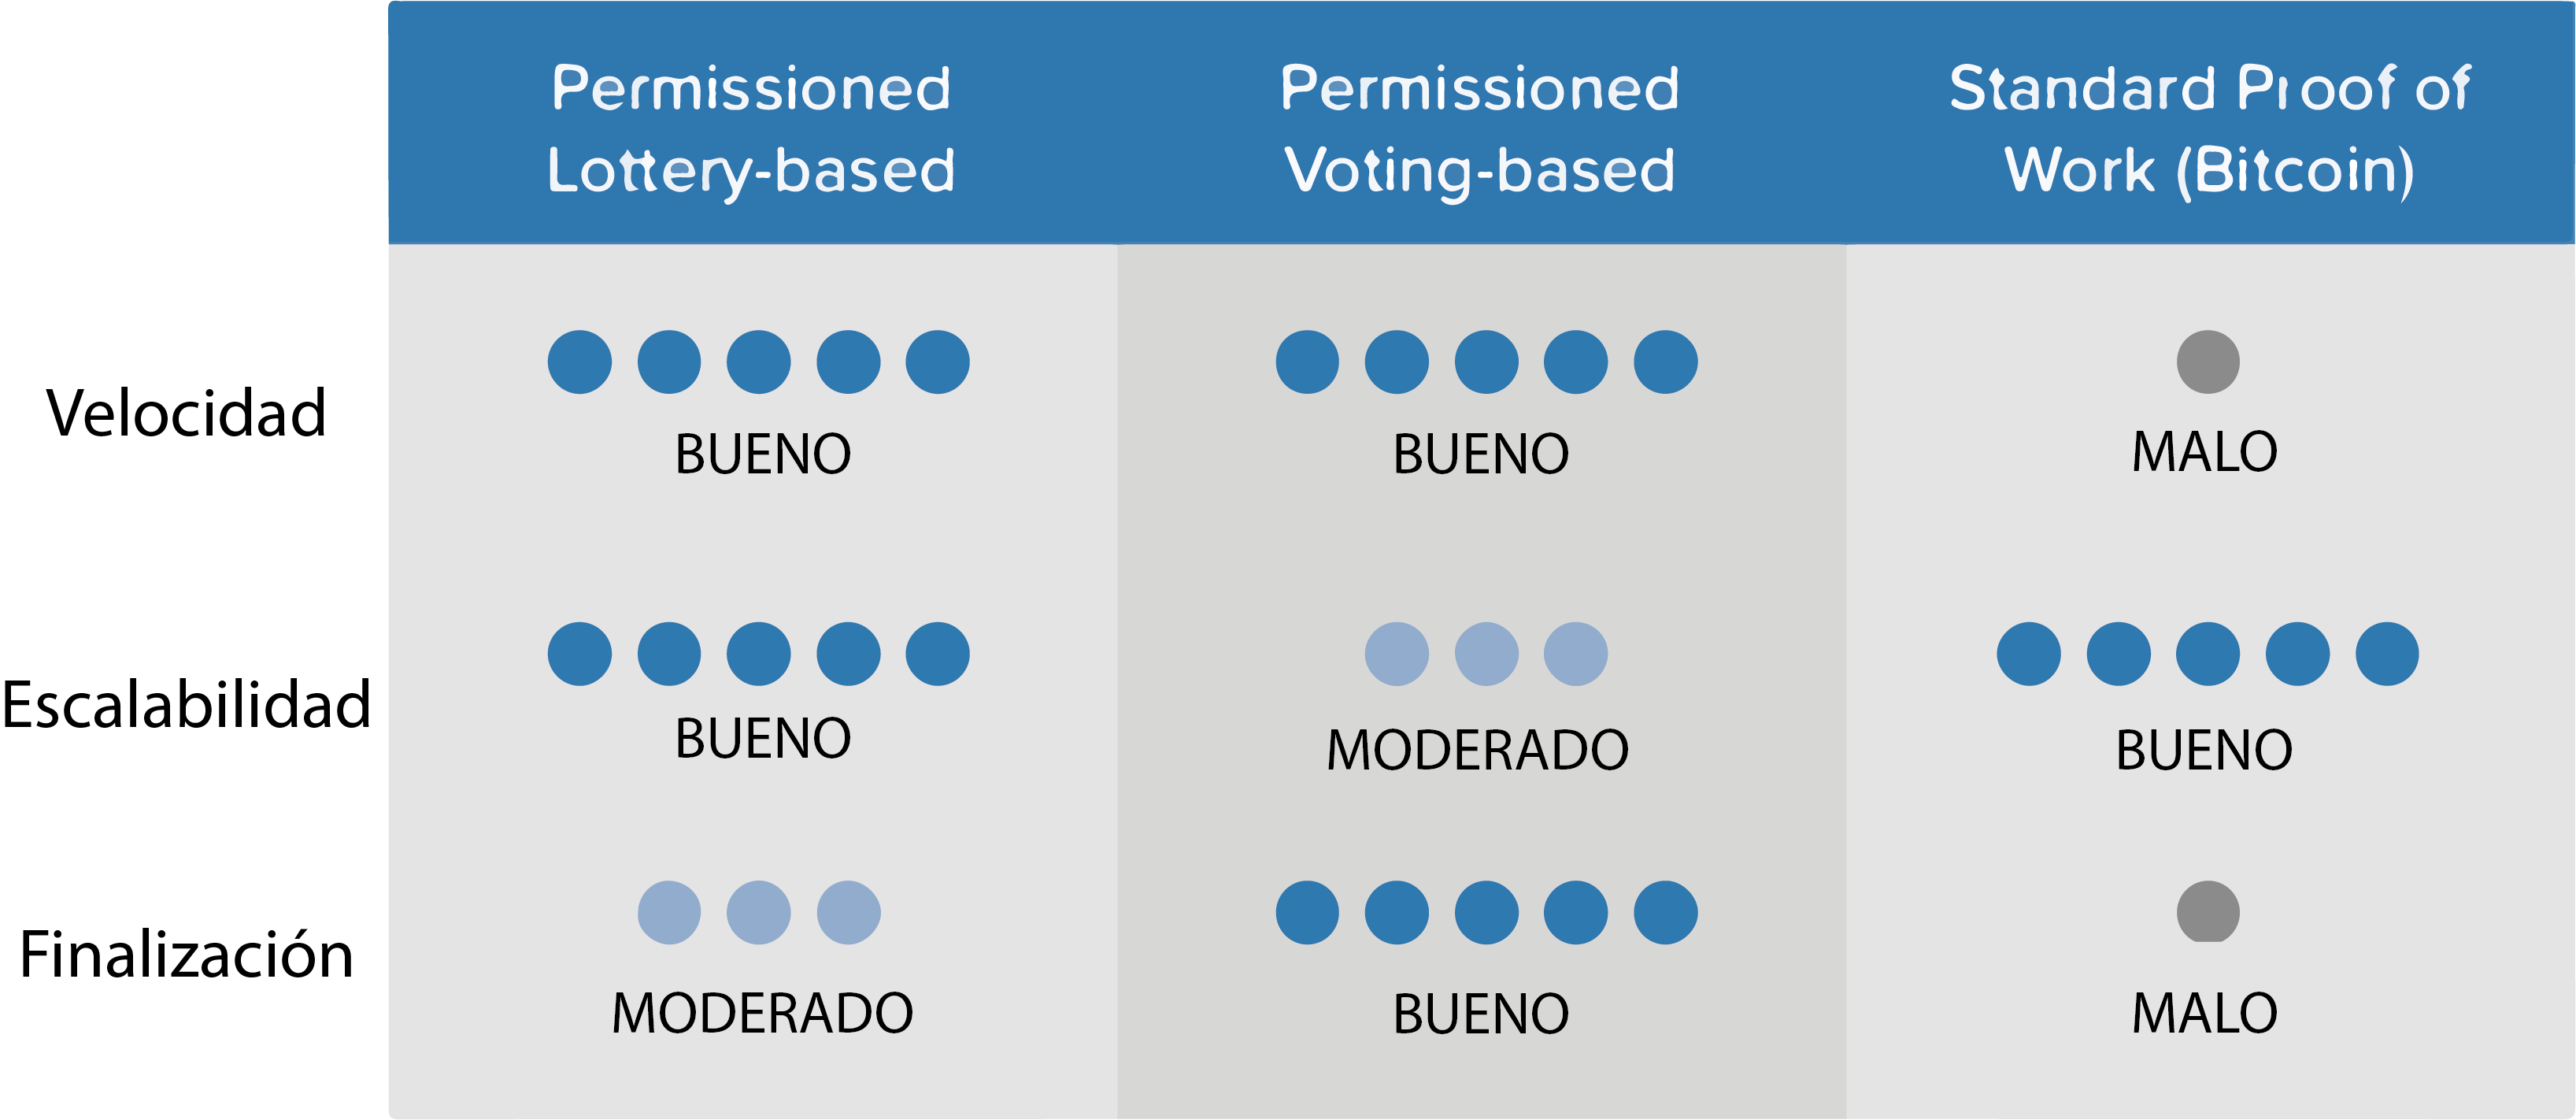 Permissioned
Lottery-based
Permissioned
Voting-based
Standard Proof of
Work (Bitcoin)
Velocidad
BUENO
BUENO
MALO
Escalabilidad
BUENO
MODERADO
BUENO
Finalización
MODERADO
BUENO
MALO